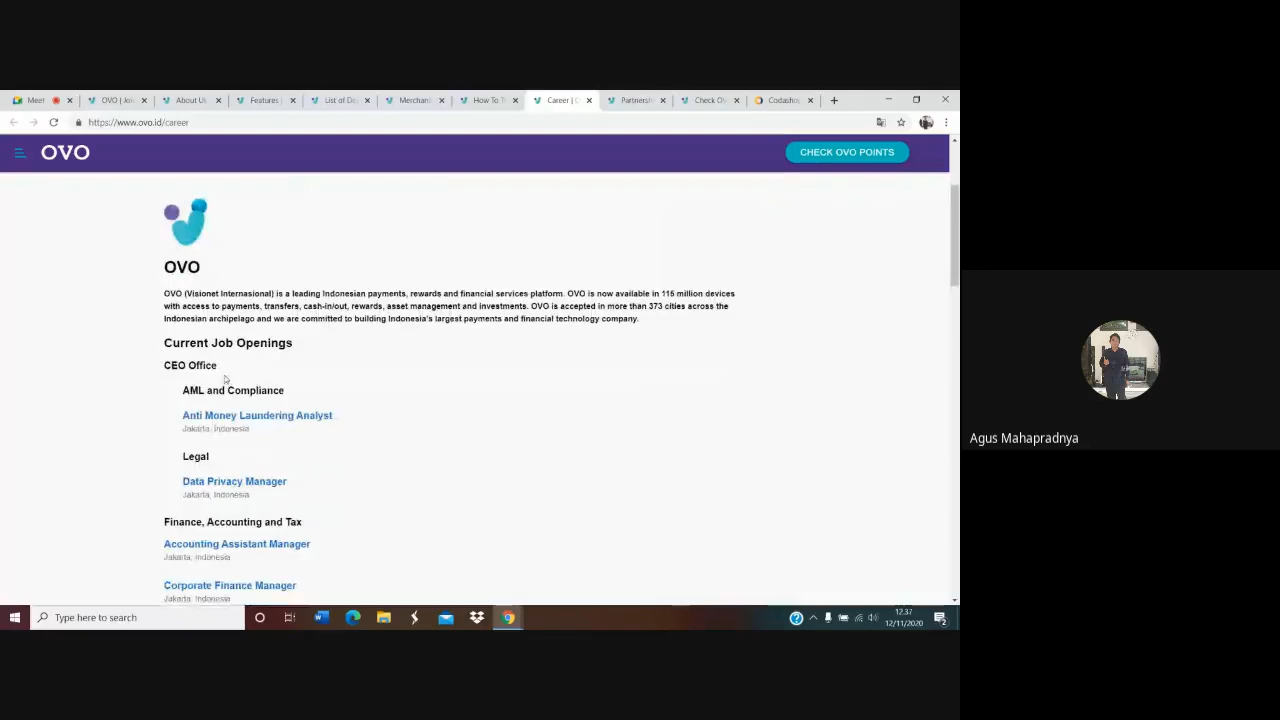 Meet
OVO | Jo
About U
Features |
List of De
Merchan
How To T
Career | O
Partners
Check OV
Codasho
https://www.ovo.id/career
OVO
CHECK OVO POINTS
OVO
OVO (Visionet Internasional) is a leading Indonesian payments, rewards and financial services platform. OVO is now available in 115 million devices
with access to payments, transfers, cash-in/out, rewards, asset management and investments. OVO is accepted in more than 373 cities across the
Indonesian archipelago and we are committed to building Indonesia's largest payments and financial technology company.
Current Job Openings
CEO Office
AML and Compliance
Anti Money Laundering Analyst
Jakarta, Indonesia
Legal
Data Privacy Manager
Jakarta, Indonesia
Finance, Accounting and Tax
Accounting Assistant Manager
Jakarta, Indonesia
Corporate Finance Manager
Jakarta, Indonesia
Agus Mahapradnya
Type here to search
12.37
12/11/2020
2